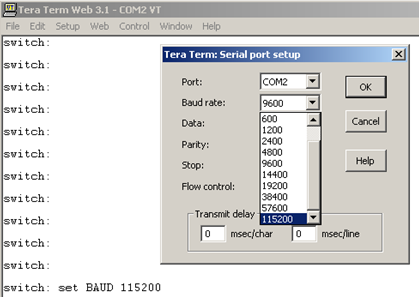 Tera Term Web 3.1 - COM2 VT
File Edit Setup Web Control Window Help
switch:
switch:
switch:
switch:
switch:
switch:
switch:
switch:
switch:
switch:
switch:
switch: set BAUD 115200
Tera Term: Serial port setup
Port: COM2
OK
Baud rate: 9600
Data:
Parity:
Stop:
Flow control:
600
1200
2400
4800
9600
14400
19200
38400
57600
115200
Cancel
Help
Transmit delay
0 msec/char 0 msec/line